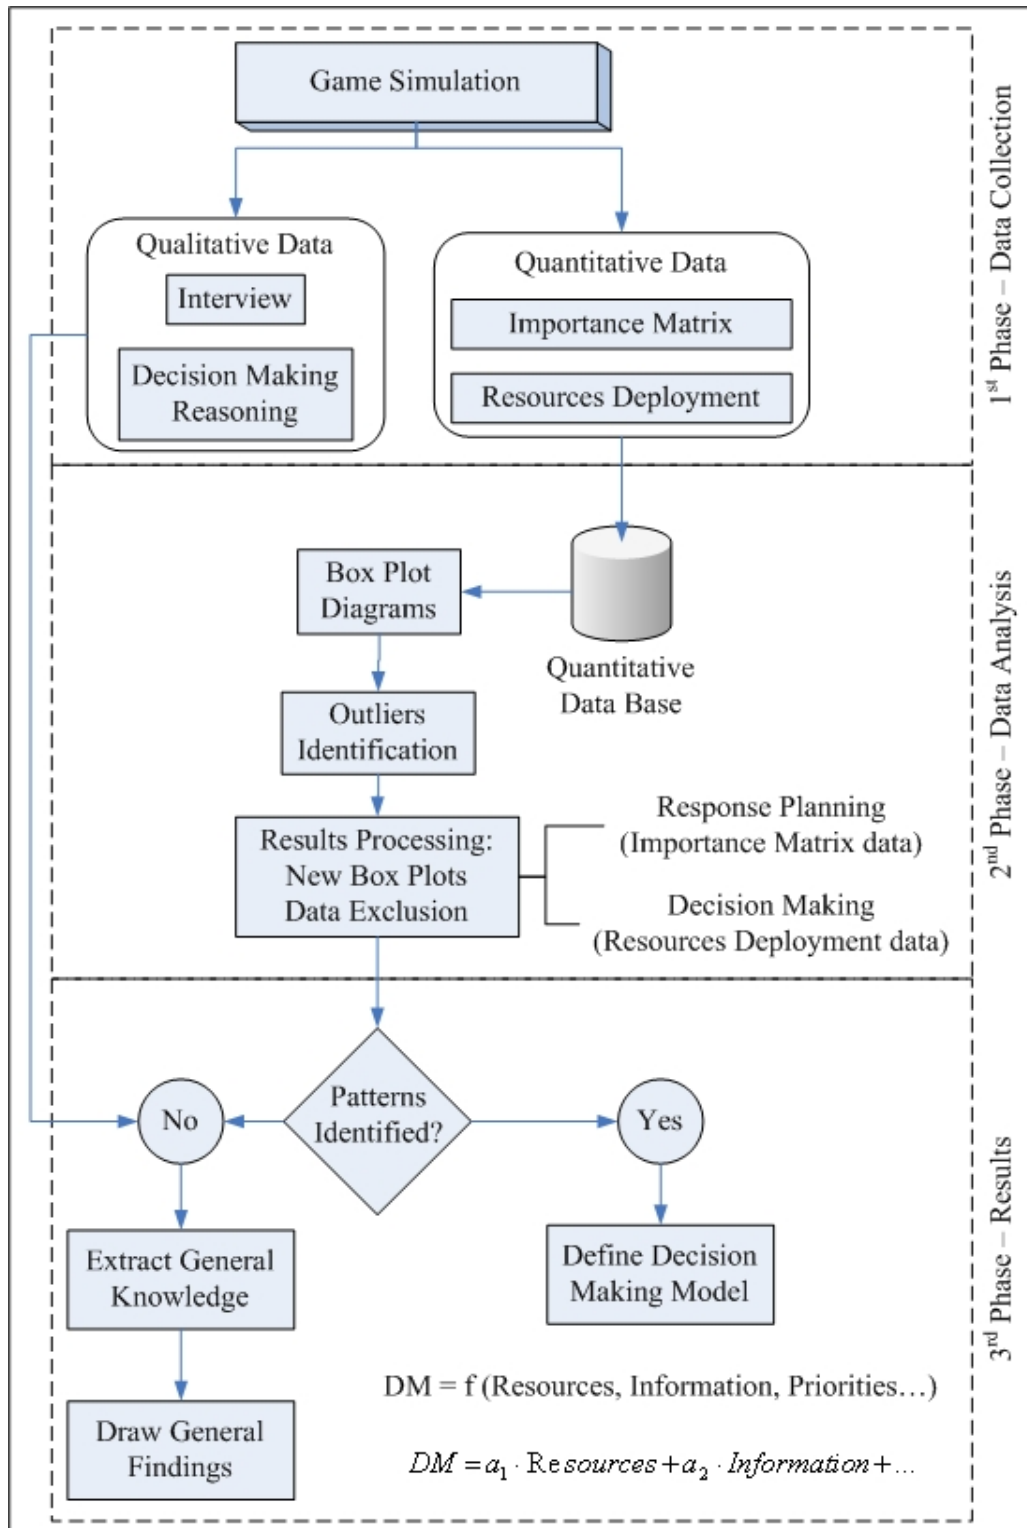 Game Simulation
Qualitative Data
Interview
Decision Making
Reasoning
Quantitative Data
Importance Matrix
Resources Deployment
1st Phase – Data Collection
Box Plot
Diagrams
Quantitative
Data Base
Outliers
Identification
Results Processing:
New Box Plots
Data Exclusion
Response Planning
(Importance Matrix data)
Decision Making
(Resources Deployment data)
2nd Phase – Data Analysis
Patterns
Identified?
No
Yes
Extract General
Knowledge
Define Decision
Making Model
Draw General
Findings
DM = f (Resources, Information, Priorities…)
DM = a1 · Resources + a2 · Information + ...
3rd Phase – Results